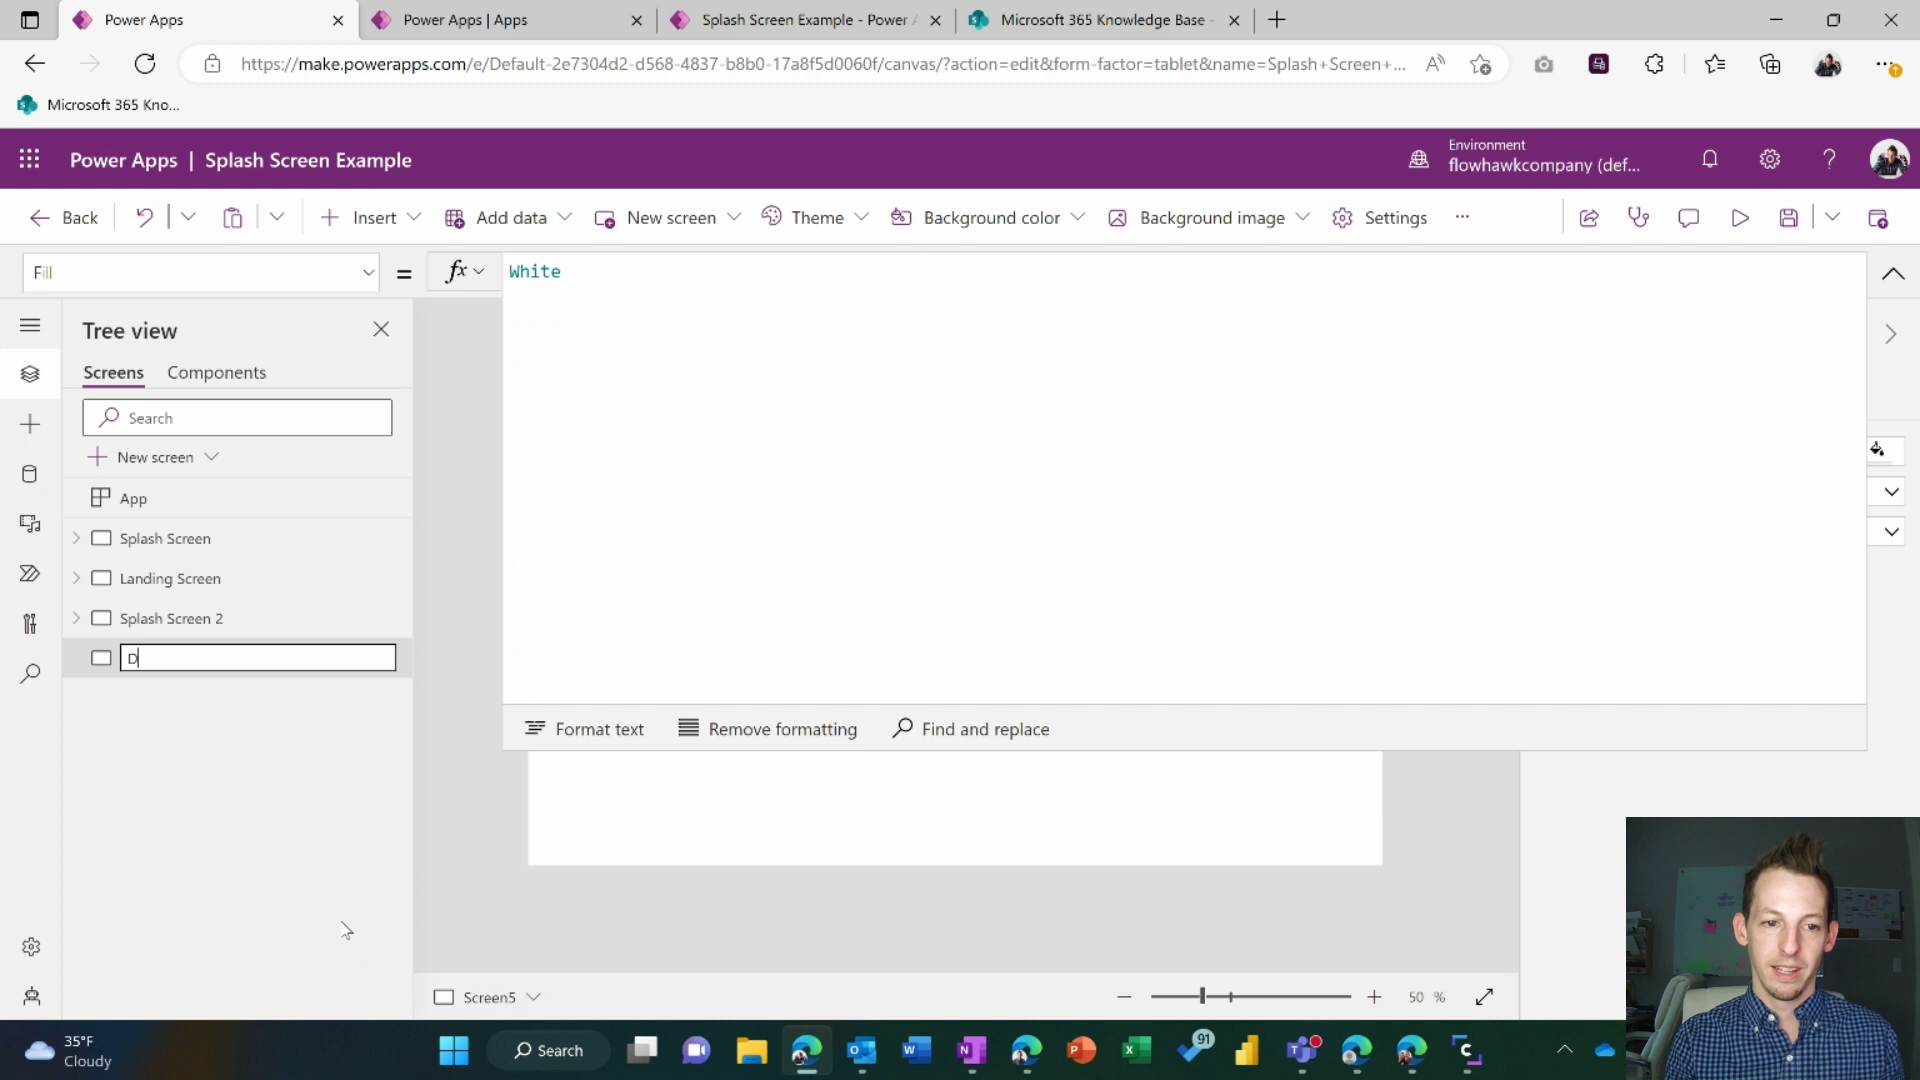 Power Apps
Power Apps | Apps
Splash Screen Example - Power A
Microsoft 365 Knowledge Base -
https://make.powerapps.com/e/Default-2e7304d2-d568-4837-b8b0-17a8f5d0060f/canvas/?action=edit&form-factor=tablet&name=Splash+Screen+...
Microsoft 365 Kno...
Power Apps | Splash Screen Example
Environment
flowhawkcompany (def...
Back
Insert
Add data
New screen
Theme
Background color
Background image
Settings
Fill
=
fx
White
Tree view
Screens
Components
Search
New screen
App
Splash Screen
Landing Screen
Splash Screen 2
D
Format text
Remove formatting
Find and replace
Screen5
50 %
35°F
Cloudy
Search
91